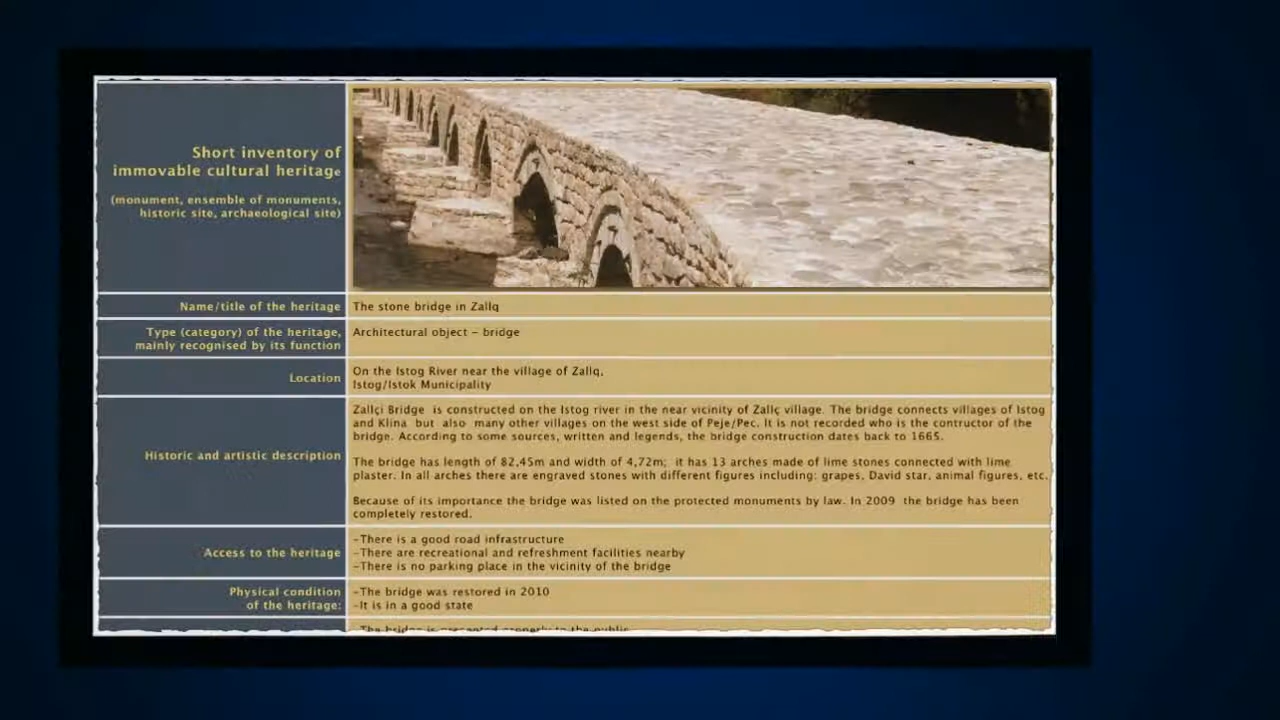 Short inventory of
immovable cultural heritage
(monument, ensemble of monuments,
historic site, archaeological site)
Name/title of the heritage
The stone bridge in Zallq
Type (category) of the heritage,
mainly recognised by its function
Architectural object – bridge
Location
On the Istog River near the village of Zallq,
Istog/Istok Municipality
Historic and artistic description
Zallçi Bridge is constructed on the Istog river in the near vicinity of Zallç village. The bridge connects villages of Istog
and Klina but also many other villages on the west side of Peje/Pec. It is not recorded who is the contructor of the
bridge. According to some sources, written and legends, the bridge construction dates back to 1665.
The bridge has length of 82,45m and width of 4,72m; it has 13 arches made of lime stones connected with lime
plaster. In all arches there are engraved stones with different figures including: grapes, David star, animal figures, etc.
Because of its importance the bridge was listed on the protected monuments by law. In 2009 the bridge has been
completely restored.
Access to the heritage
-There is a good road infrastructure
-There are recreational and refreshment facilities nearby
-There is no parking place in the vicinity of the bridge
Physical condition
of the heritage:
-The bridge was restored in 2010
-It is in a good state
-The bridge is presented properly to the public